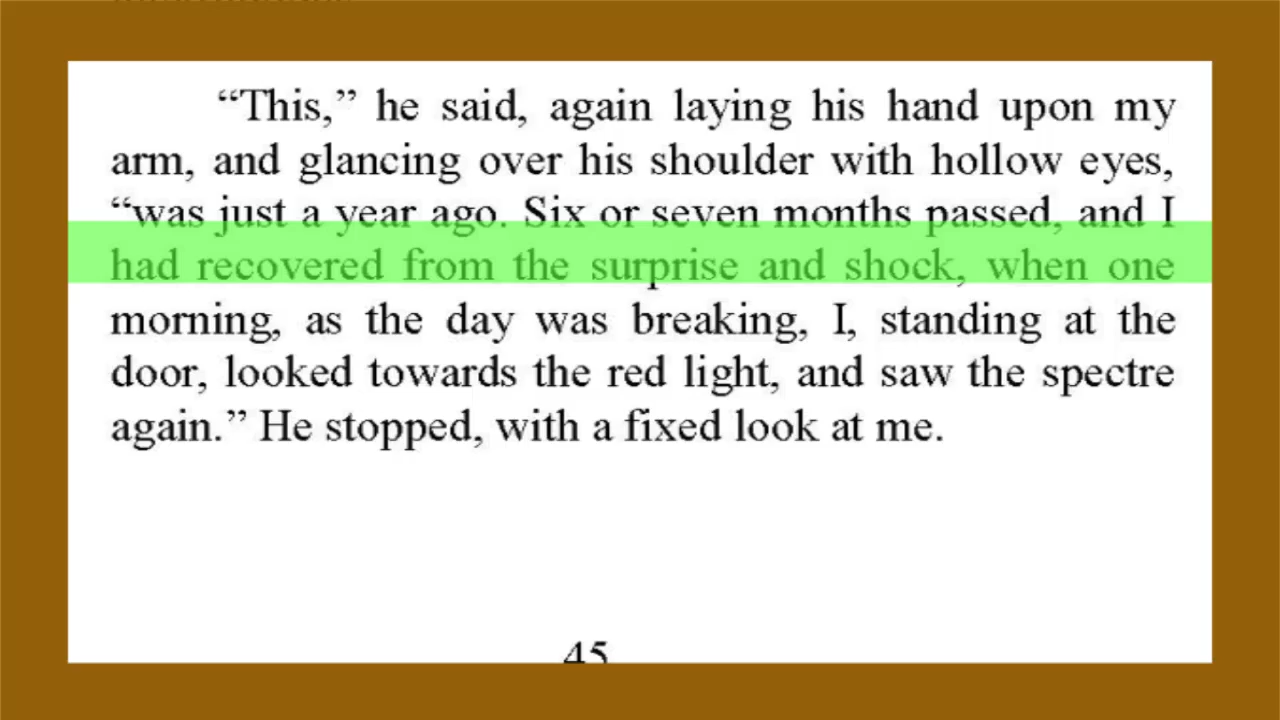 “This,” he said, again laying his hand upon my
arm, and glancing over his shoulder with hollow eyes,
“was just a year ago. Six or seven months passed, and I
had recovered from the surprise and shock, when one
morning, as the day was breaking, I, standing at the
door, looked towards the red light, and saw the spectre
again.” He stopped, with a fixed look at me.
45